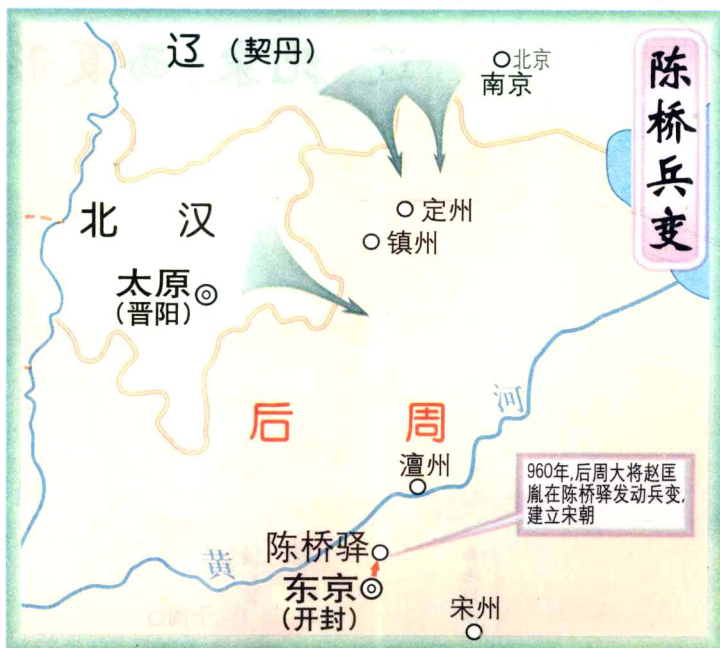 陈桥兵变
辽（契丹）
北京
南京
定州
镇州
北 汉
太原
（晋阳）
后 周
河
澶州
960年,后周大将赵匡
胤在陈桥驿发动兵变,
建立宋朝
陈桥驿
黄
东京
（开封）
宋州